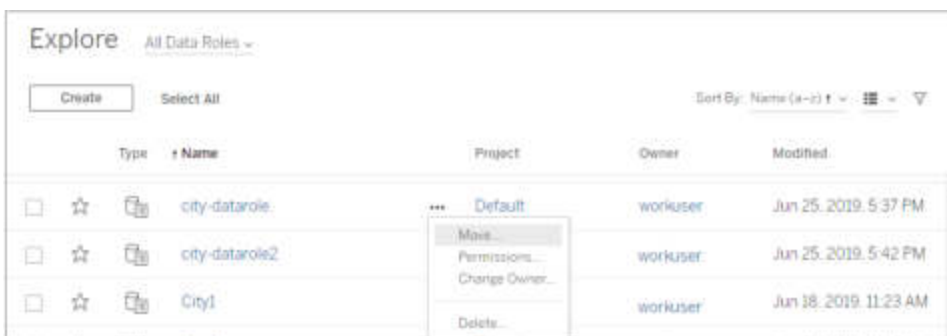 Explore All Data Roles
Create Select All Sort By: Name (a–z) ↑
Type ↑ Name Project Owner Modified
city-datarole ··· Default workuser Jun 25, 2019, 5:37 PM
Move...
city-datarole2 workuser Jun 25, 2019, 5:42 PM
Permissions...
Change Owner...
City1 workuser Jun 18, 2019, 11:23 AM
Delete...